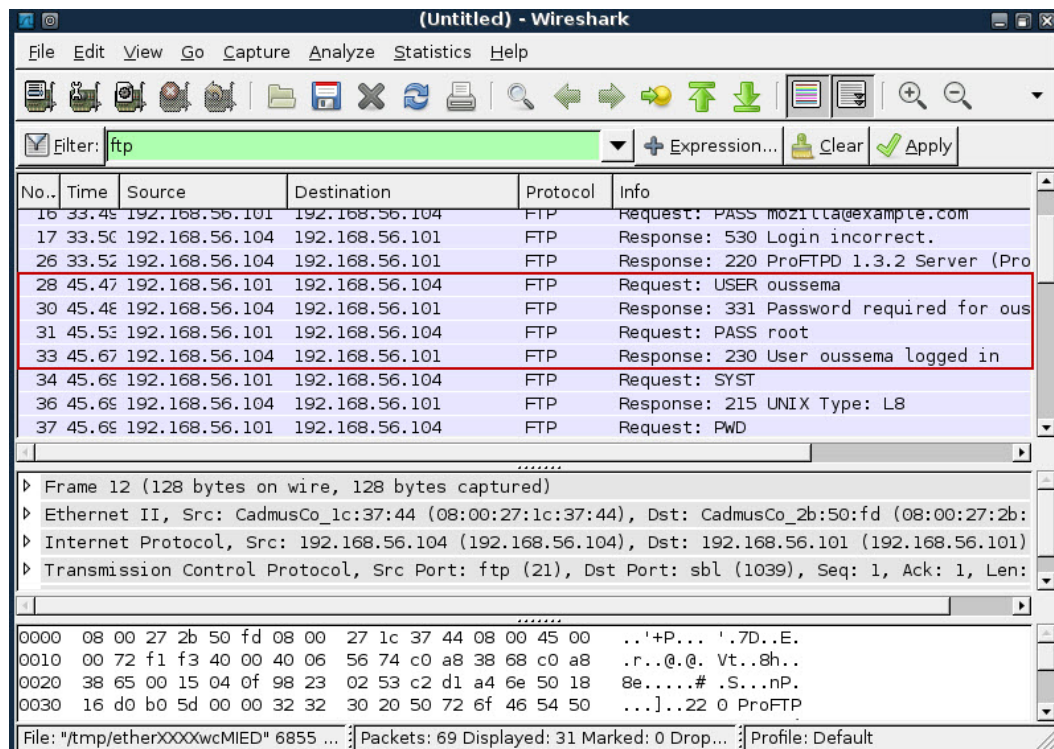 (Untitled) - Wireshark
File Edit View Go Capture Analyze Statistics Help
Filter: ftp Expression... Clear Apply
No.. Time Source Destination Protocol Info
16 33.49 192.168.56.101 192.168.56.104 FTP Request: PASS mozilla@example.com
17 33.50 192.168.56.104 192.168.56.101 FTP Response: 530 Login incorrect.
26 33.52 192.168.56.104 192.168.56.101 FTP Response: 220 ProFTPD 1.3.2 Server (Pro
28 45.47 192.168.56.101 192.168.56.104 FTP Request: USER oussema
30 45.48 192.168.56.104 192.168.56.101 FTP Response: 331 Password required for ous
31 45.53 192.168.56.101 192.168.56.104 FTP Request: PASS root
33 45.67 192.168.56.104 192.168.56.101 FTP Response: 230 User oussema logged in
34 45.69 192.168.56.101 192.168.56.104 FTP Request: SYST
36 45.69 192.168.56.104 192.168.56.101 FTP Response: 215 UNIX Type: L8
37 45.69 192.168.56.101 192.168.56.104 FTP Request: PWD
Frame 12 (128 bytes on wire, 128 bytes captured)
Ethernet II, Src: CadmusCo_1c:37:44 (08:00:27:1c:37:44), Dst: CadmusCo_2b:50:fd (08:00:27:2b:
Internet Protocol, Src: 192.168.56.104 (192.168.56.104), Dst: 192.168.56.101 (192.168.56.101)
Transmission Control Protocol, Src Port: ftp (21), Dst Port: sbl (1039), Seq: 1, Ack: 1, Len:
0000 08 00 27 2b 50 fd 08 00 27 1c 37 44 08 00 45 00 ..'+P... '.7D..E.
0010 00 72 f1 f3 40 00 40 06 56 74 c0 a8 38 68 c0 a8 .r..@.@. Vt..8h..
0020 38 65 00 15 04 0f 98 23 02 53 c2 d1 a4 6e 50 18 8e.....# .S...nP.
0030 16 d0 b0 5d 00 00 32 32 30 20 50 72 6f 46 54 50 ...]..22 0 ProFTP
File: "/tmp/etherXXXXwcMIED" 6855 ... Packets: 69 Displayed: 31 Marked: 0 Drop... Profile: Default